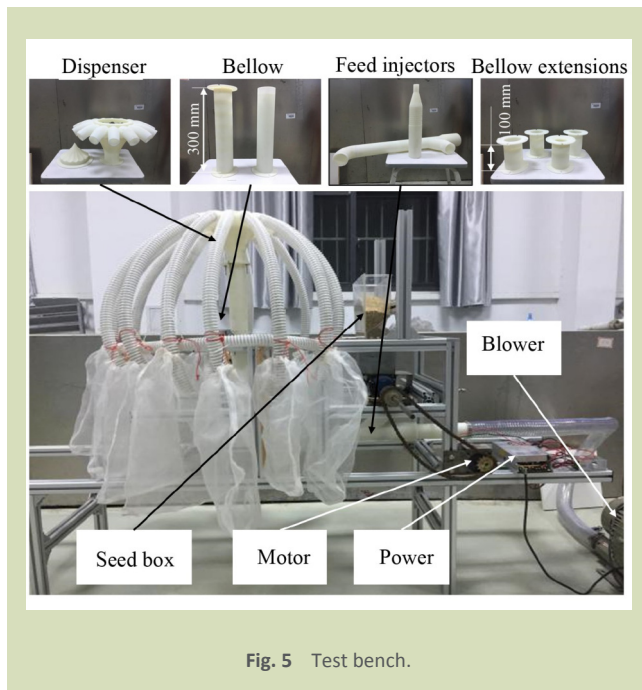 Dispenser
Bellow
Feed injectors
Bellow extensions
300 mm
100 mm
Blower
Seed box
Motor
Power
Fig. 5 Test bench.